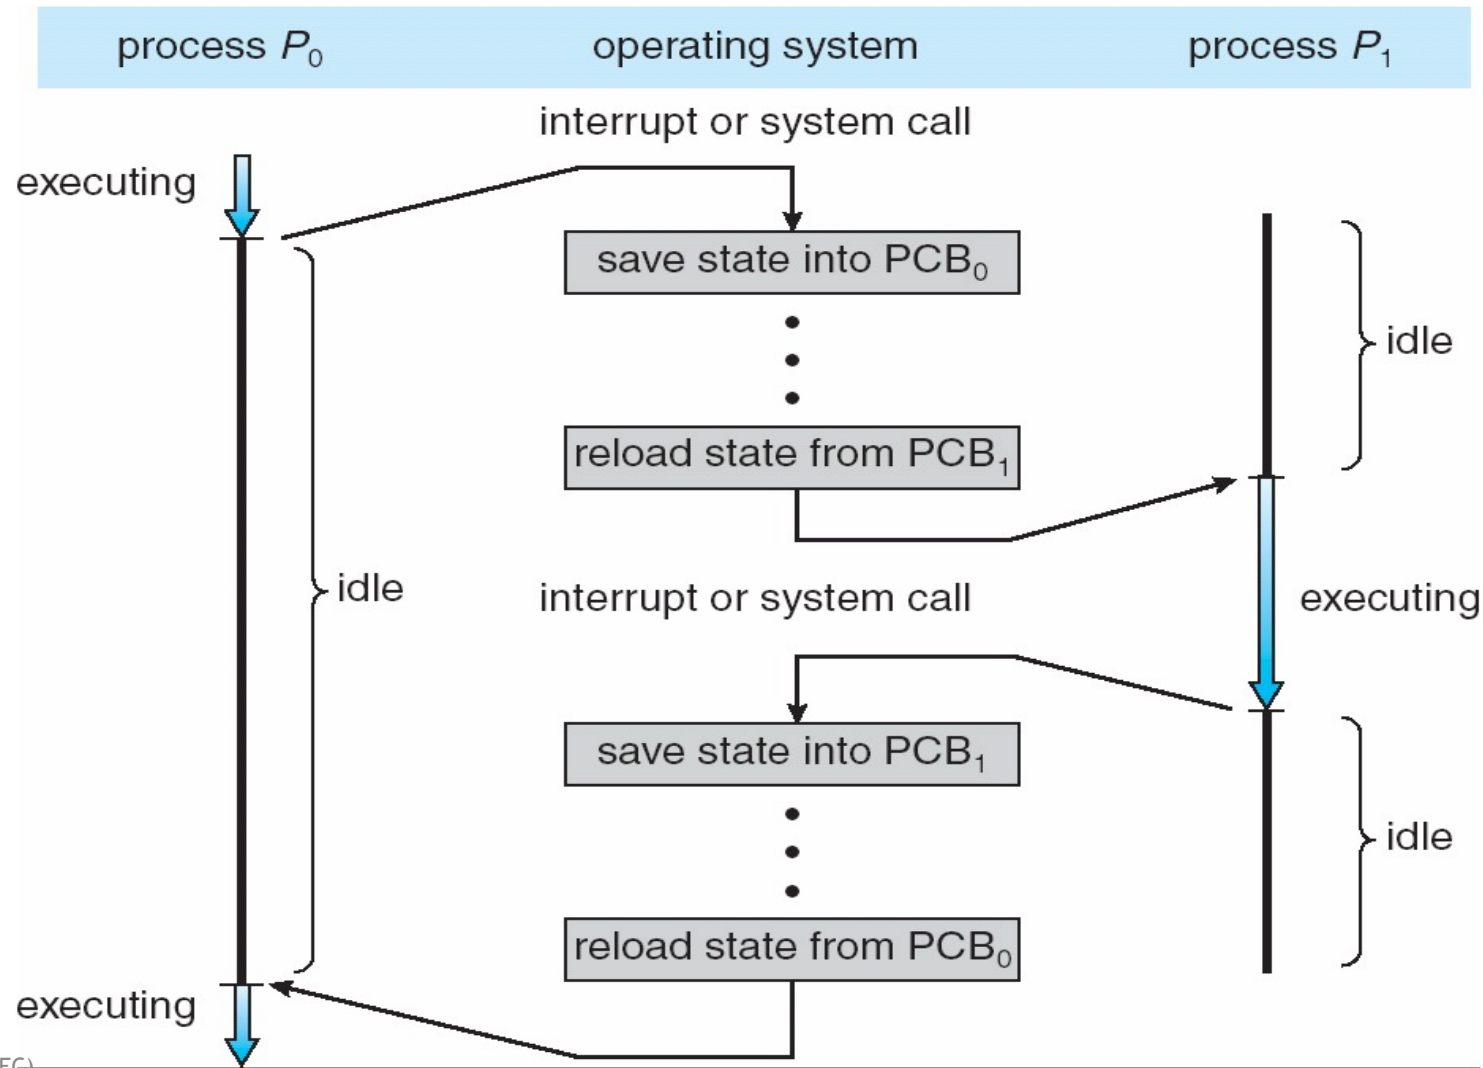 process P₀ operating system process P₁
interrupt or system call
executing
save state into PCB₀
idle
reload state from PCB₁
idle
interrupt or system call
executing
save state into PCB₁
idle
reload state from PCB₀
executing